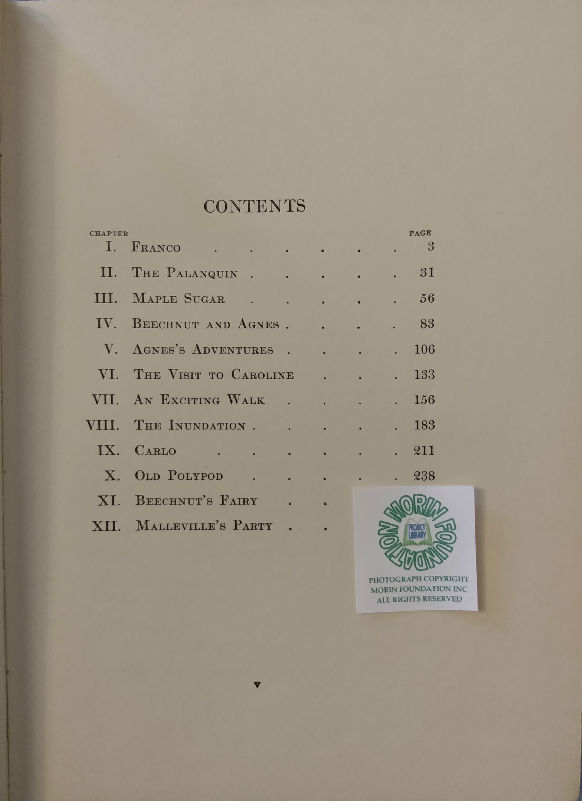 CONTENTS
CHAPTER PAGE
I. FRANCO . . . . . . 3
II. THE PALANQUIN . . . . . 31
III. MAPLE SUGAR . . . . . 56
IV. BEECHNUT AND AGNES . . . . 83
V. AGNES'S ADVENTURES . . . . 106
VI. THE VISIT TO CAROLINE . . . 133
VII. AN EXCITING WALK . . . . 156
VIII. THE INUNDATION . . . . . 183
IX. CARLO . . . . . . 211
X. OLD POLYPOD . . . . . 238
XI. BEECHNUT'S FAIRY . .
XII. MALLEVILLE'S PARTY . .
MORIN FOUNDATION
PROJECT
LIBRARY
PHOTOGRAPH COPYRIGHT
MORIN FOUNDATION INC
ALL RIGHTS RESERVED
v